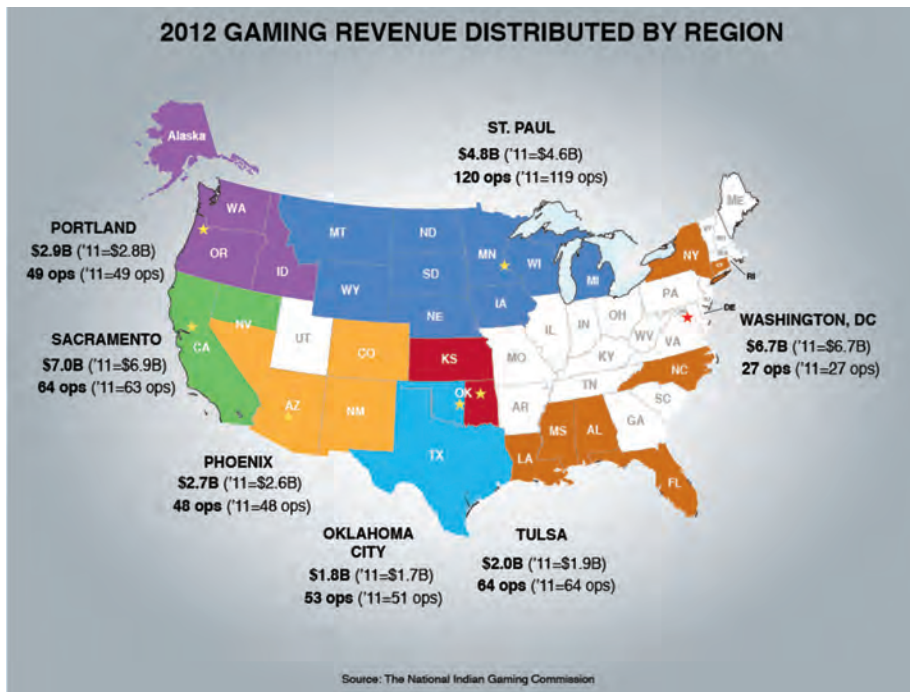 2012 GAMING REVENUE DISTRIBUTED BY REGION
Alaska
ST. PAUL
$4.8B ('11=$4.6B)
120 ops ('11=119 ops)
PORTLAND
$2.9B ('11=$2.8B)
49 ops ('11=49 ops)
SACRAMENTO
$7.0B ('11=$6.9B)
64 ops ('11=63 ops)
WASHINGTON, DC
$6.7B ('11=$6.7B)
27 ops ('11=27 ops)
PHOENIX
$2.7B ('11=$2.6B)
48 ops ('11=48 ops)
OKLAHOMA
CITY
$1.8B ('11=$1.7B)
53 ops ('11=51 ops)
TULSA
$2.0B ('11=$1.9B)
64 ops ('11=64 ops)
WA
OR
ID
MT
ND
MN
WI
MI
WY
SD
IA
NE
NY
ME
RI
PA
DE
NV
CA
UT
CO
KS
MO
IL
IN
OH
WV
VA
KY
TN
NC
SC
AZ
NM
OK
AR
TX
LA
MS
AL
GA
FL
Source: The National Indian Gaming Commission